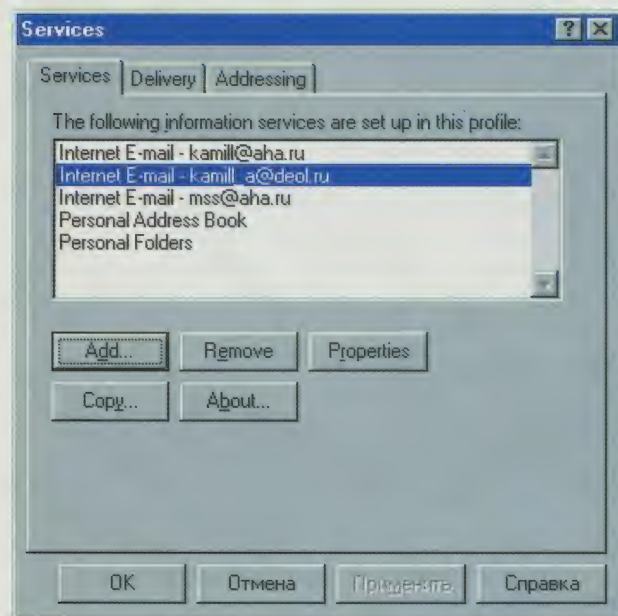 Services
Services Delivery Addressing
The following information services are set up in this profile:
Internet E-mail - kamill@aha.ru
Internet E-mail - kamill_a@deol.ru
Internet E-mail - mss@aha.ru
Personal Address Book
Personal Folders
Add... Remove Properties
Copy... About...
OK Отмена Применить Справка